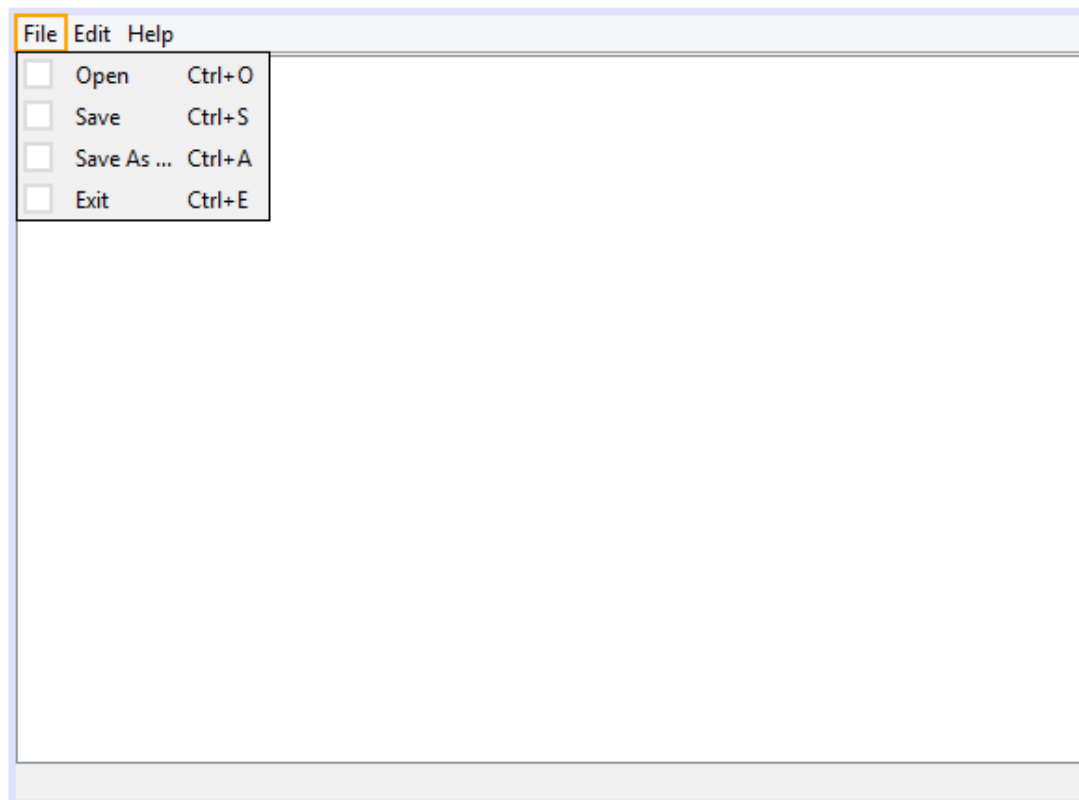 File Edit Help
Open Ctrl+O
Save Ctrl+S
Save As ... Ctrl+A
Exit Ctrl+E